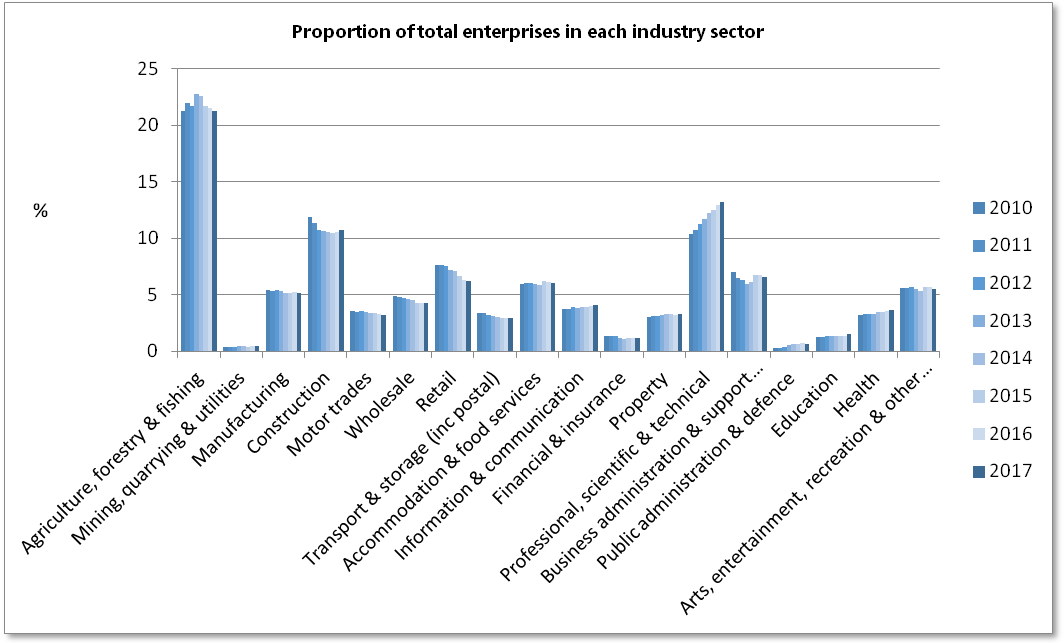 Proportion of total enterprises in each industry sector
25
20
15
10
5
0
%
Agriculture, forestry & fishing
Mining, quarrying & utilities
Manufacturing
Construction
Motor trades
Wholesale
Retail
Transport & storage (inc postal)
Accommodation & food services
Information & communication
Financial & insurance
Property
Professional, scientific & technical
Business administration & support...
Public administration & defence
Education
Health
Arts, entertainment, recreation & other...
2010
2011
2012
2013
2014
2015
2016
2017